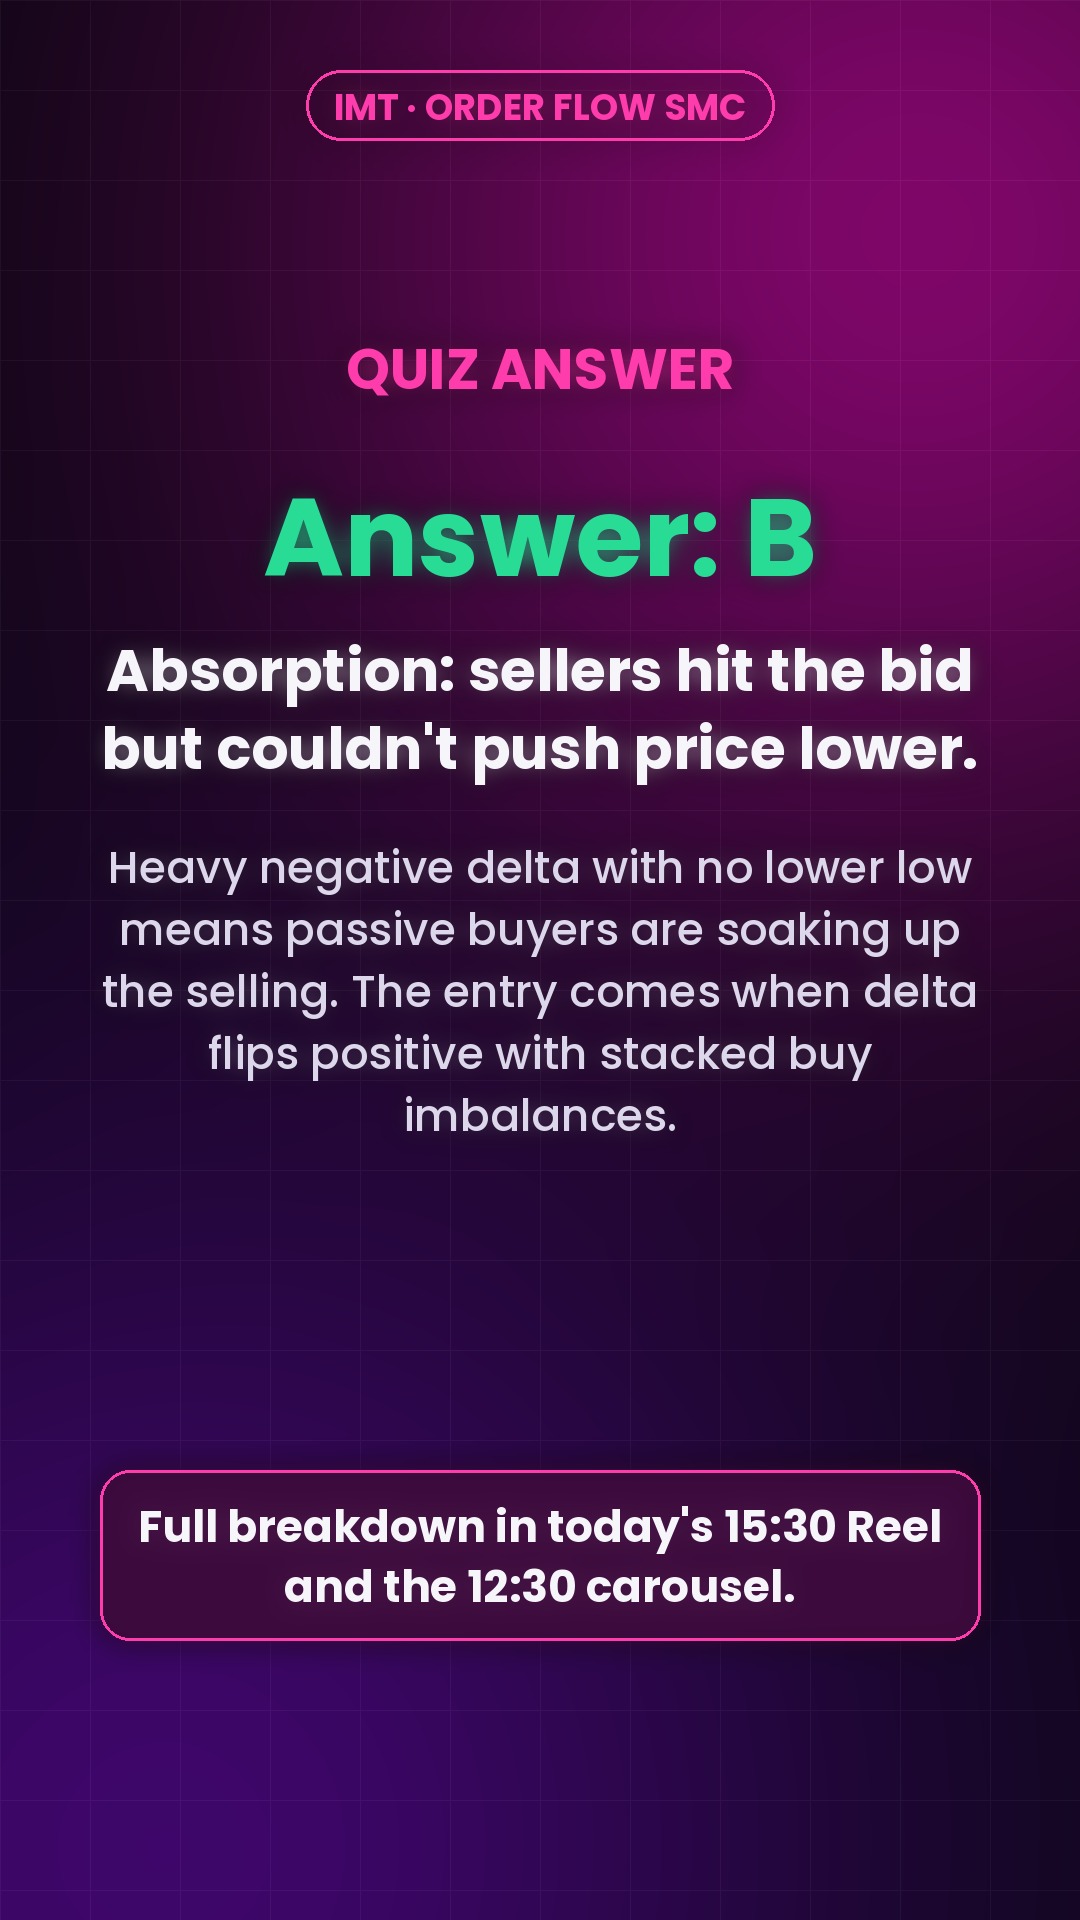 IMT · ORDER FLOW SMC
QUIZ ANSWER
Answer: B
Absorption: sellers hit the bid
but couldn't push price lower.
Heavy negative delta with no lower low
means passive buyers are soaking up
the selling. The entry comes when delta
flips positive with stacked buy
imbalances.
Full breakdown in today's 15:30 Reel
and the 12:30 carousel.